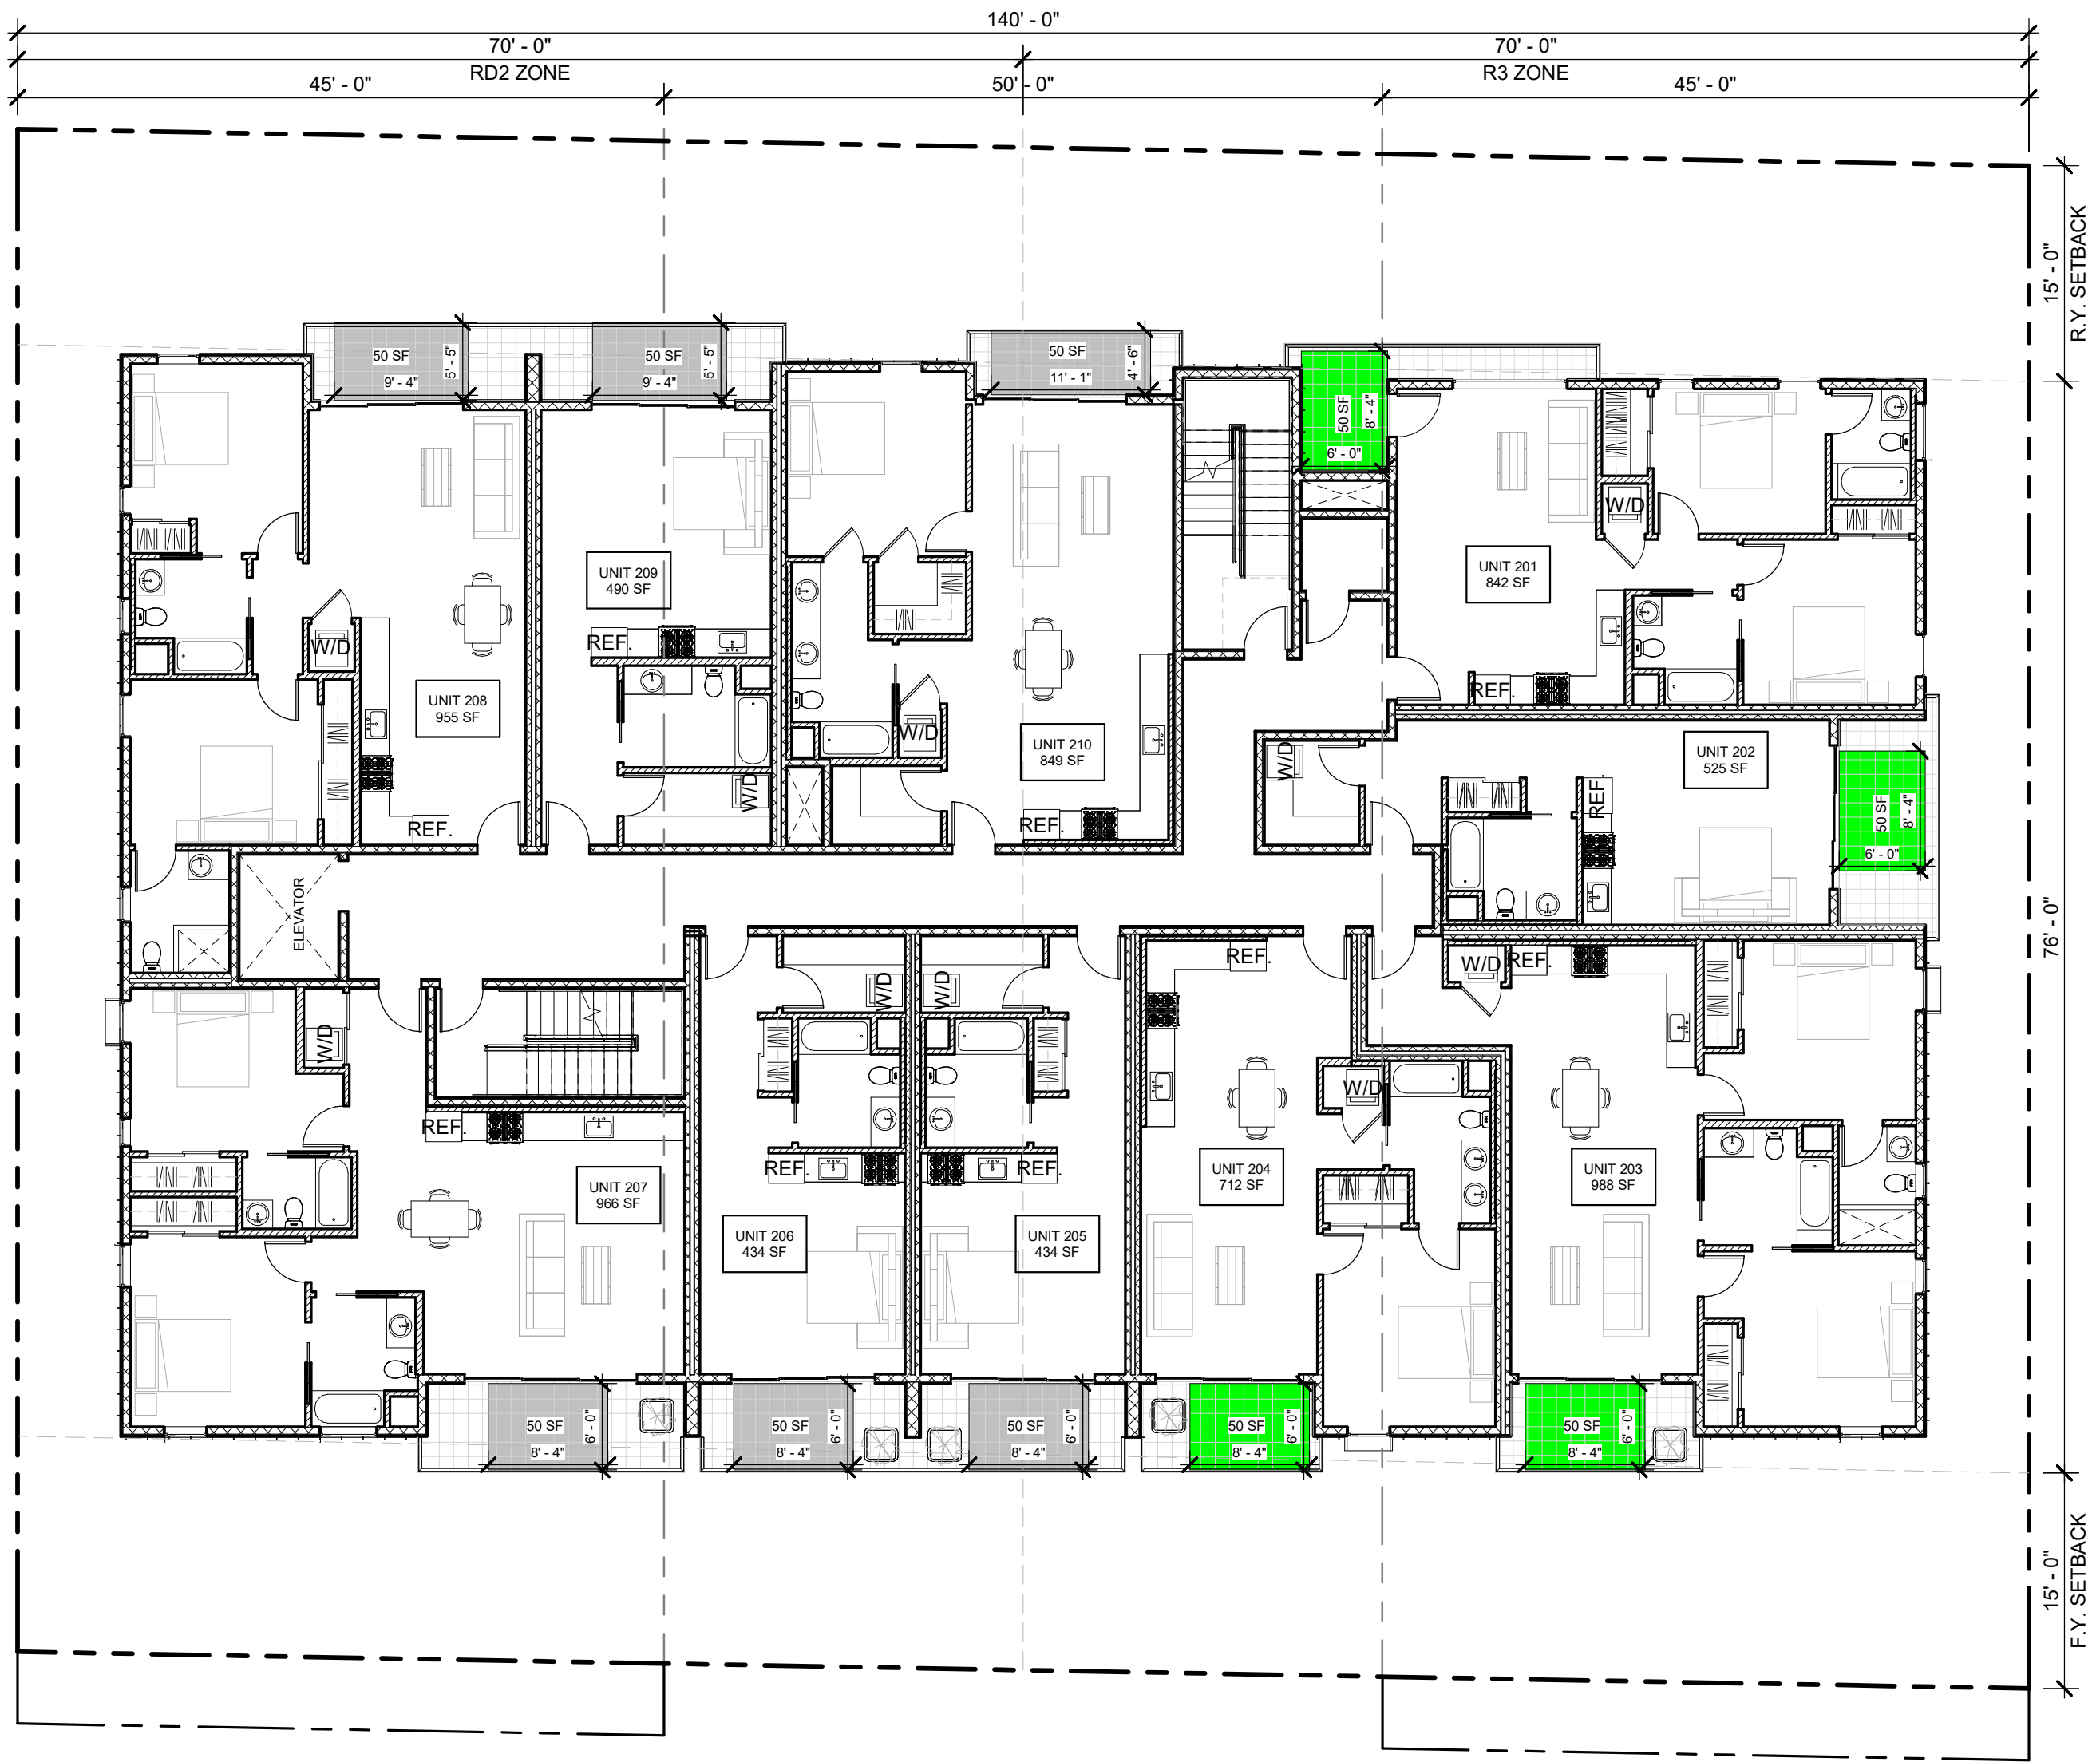 140' - 0"
70' - 0"
70' - 0"
RD2 ZONE
R3 ZONE
45' - 0"
50' - 0"
45' - 0"
15' - 0"
R.Y. SETBACK
50 SF
5' - 5"
9' - 4"
50 SF
5' - 5"
9' - 4"
50 SF
4' - 6"
11' - 1"
50 SF
8' - 4"
6' - 0"
W/D
UNIT 209
490 SF
UNIT 201
842 SF
REF.
W/D
UNIT 208
955 SF
REF.
W/D
UNIT 210
849 SF
W/D
UNIT 202
525 SF
W/D
REF.
50 SF
8' - 4"
6' - 0"
REF.
REF.
ELEVATOR
76' - 0"
W/D
W/D
REF.
W/D
REF.
W/D
W/D
REF.
REF.
REF.
UNIT 207
966 SF
UNIT 206
434 SF
UNIT 205
434 SF
UNIT 204
712 SF
UNIT 203
988 SF
50 SF
6' - 0"
8' - 4"
50 SF
6' - 0"
8' - 4"
50 SF
6' - 0"
8' - 4"
50 SF
6' - 0"
8' - 4"
50 SF
6' - 0"
8' - 4"
15' - 0"
F.Y. SETBACK